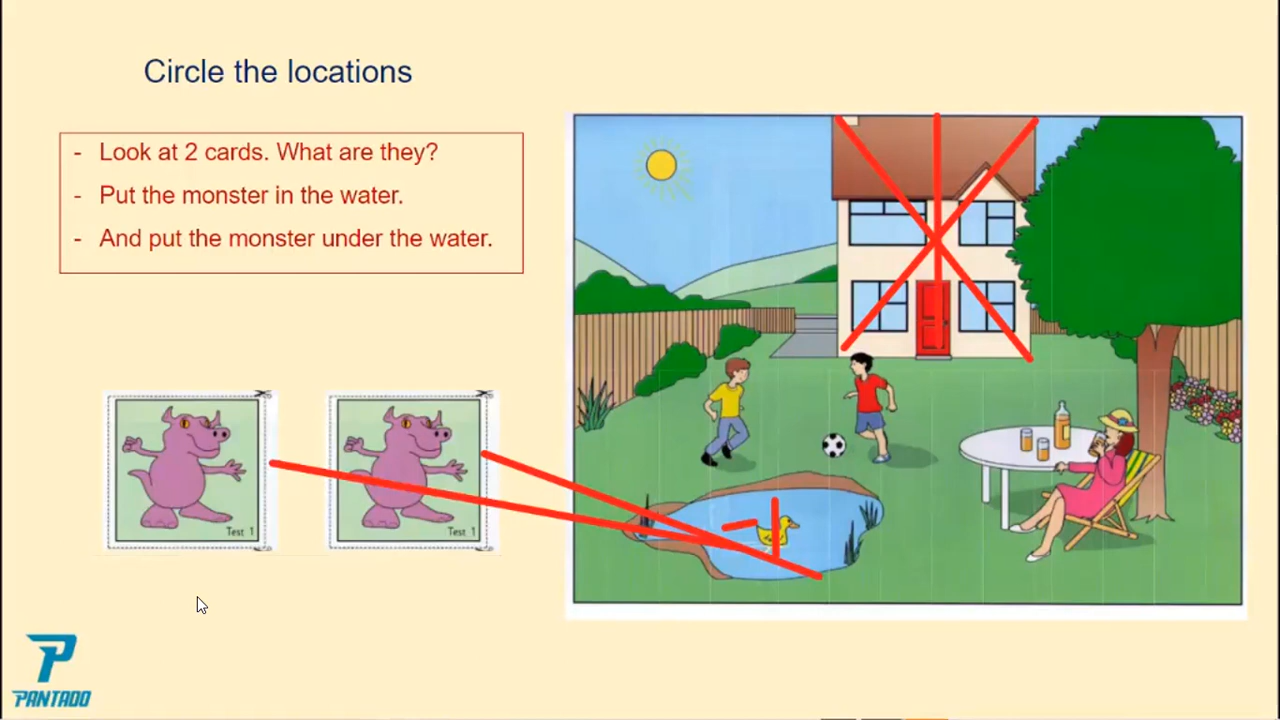 Circle the locations
- Look at 2 cards. What are they?
- Put the monster in the water.
- And put the monster under the water.
Test 1
Test 1
PANTADO